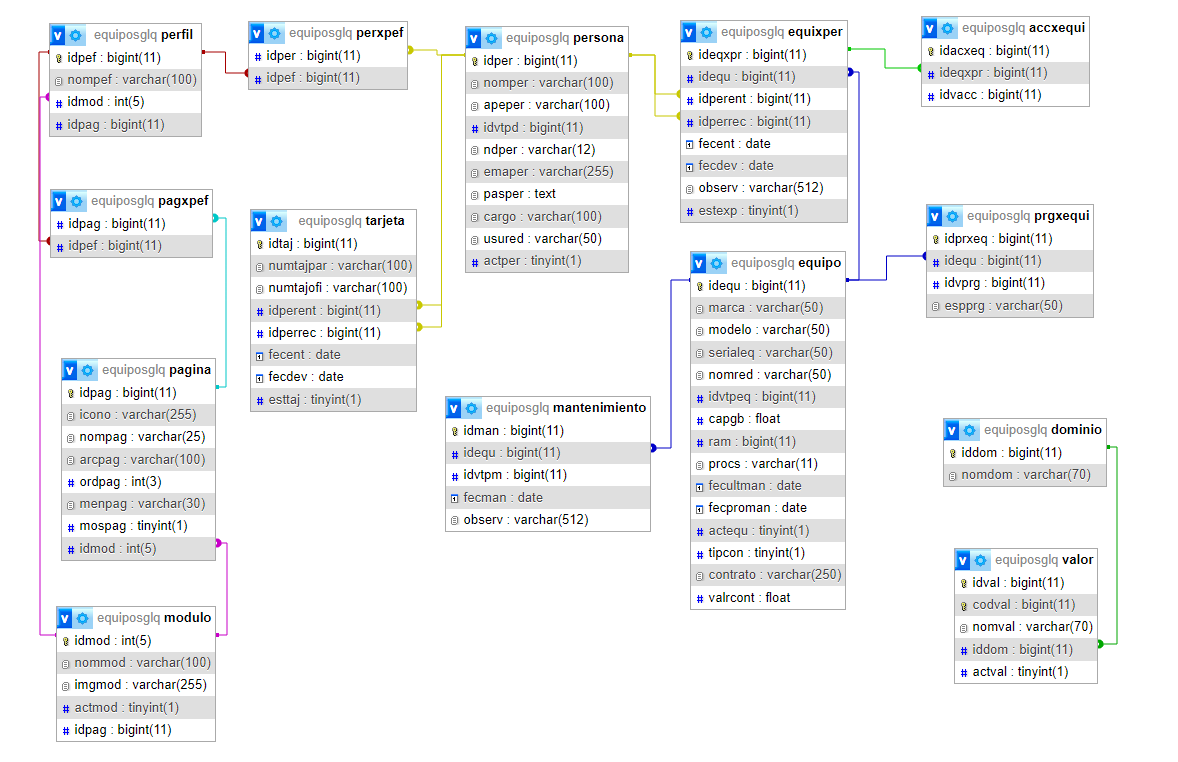 equiposglq perfil
idpef : bigint(11)
nompef : varchar(100)
idmod : int(5)
idpag : bigint(11)
equiposglq perxpef
idper : bigint(11)
idpef : bigint(11)
equiposglq persona
idper : bigint(11)
nomper : varchar(100)
apeper : varchar(100)
idvtpd : bigint(11)
ndper : varchar(12)
emaper : varchar(255)
pasper : text
cargo : varchar(100)
usured : varchar(50)
actper : tinyint(1)
equiposglq equixper
ideqxpr : bigint(11)
idequ : bigint(11)
idperent : bigint(11)
idperrec : bigint(11)
fecent : date
fecdev : date
observ : varchar(512)
estexp : tinyint(1)
equiposglq accxequi
idacxeq : bigint(11)
ideqxpr : bigint(11)
idvacc : bigint(11)
equiposglq pagxpef
idpag : bigint(11)
idpef : bigint(11)
equiposglq tarjeta
idtaj : bigint(11)
numtajpar : varchar(100)
numtajofi : varchar(100)
idperent : bigint(11)
idperrec : bigint(11)
fecent : date
fecdev : date
esttaj : tinyint(1)
equiposglq equipo
idequ : bigint(11)
marca : varchar(50)
modelo : varchar(50)
serialeq : varchar(50)
nomred : varchar(50)
idvtpeq : bigint(11)
capgb : float
ram : bigint(11)
procs : varchar(11)
fecultman : date
fecproman : date
actequ : tinyint(1)
tipcon : tinyint(1)
contrato : varchar(250)
valrcont : float
equiposglq prgxequi
idprxeq : bigint(11)
idequ : bigint(11)
idvprg : bigint(11)
espprg : varchar(50)
equiposglq pagina
idpag : bigint(11)
icono : varchar(255)
nompag : varchar(25)
arcpag : varchar(100)
ordpag : int(3)
menpag : varchar(30)
mospag : tinyint(1)
idmod : int(5)
equiposglq mantenimiento
idman : bigint(11)
idequ : bigint(11)
idvtpm : bigint(11)
fecman : date
observ : varchar(512)
equiposglq dominio
iddom : bigint(11)
nomdom : varchar(70)
equiposglq valor
idval : bigint(11)
codval : bigint(11)
nomval : varchar(70)
iddom : bigint(11)
actval : tinyint(1)
equiposglq modulo
idmod : int(5)
nommod : varchar(100)
imgmod : varchar(255)
actmod : tinyint(1)
idpag : bigint(11)